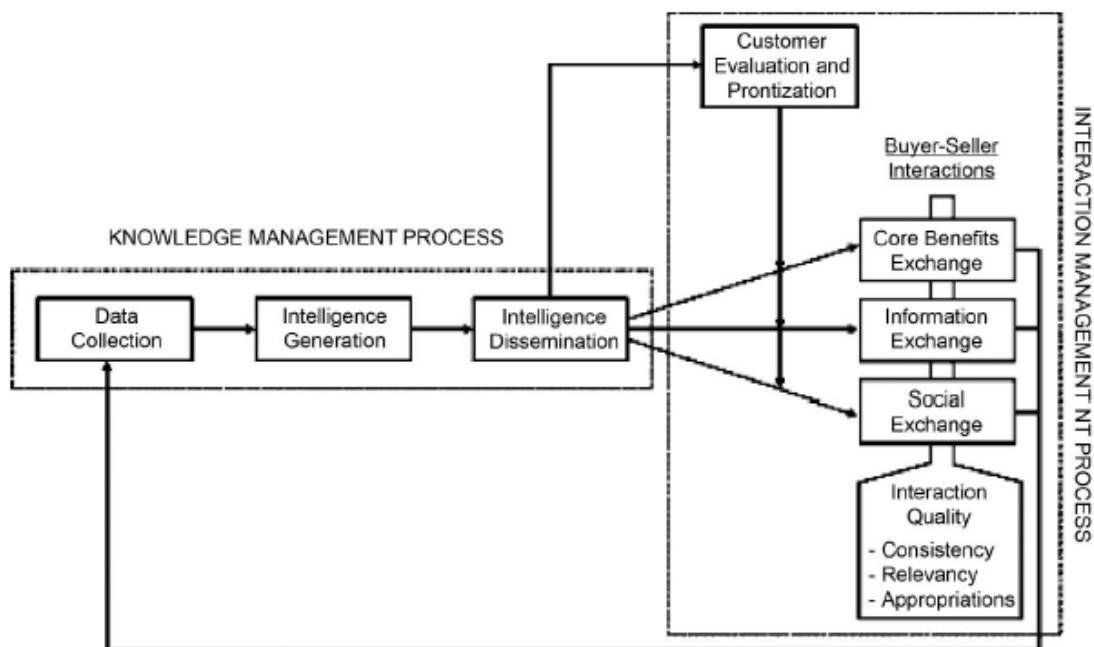 Customer
Evaluation and
Prontization
Buyer-Seller
Interactions
KNOWLEDGE MANAGEMENT PROCESS
Data
Collection
Intelligence
Generation
Intelligence
Dissemination
Core Benefits
Exchange
Information
Exchange
Social
Exchange
Interaction
Quality
- Consistency
- Relevancy
- Appropriations
INTERACTION MANAGEMENT NT PROCESS